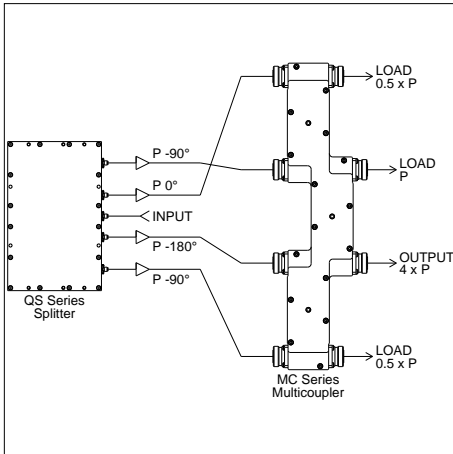 LOAD
0.5 x P
P -90°
LOAD
P
P 0°
INPUT
P -180°
OUTPUT
4 x P
P -90°
QS Series
Splitter
LOAD
0.5 x P
MC Series
Multicoupler